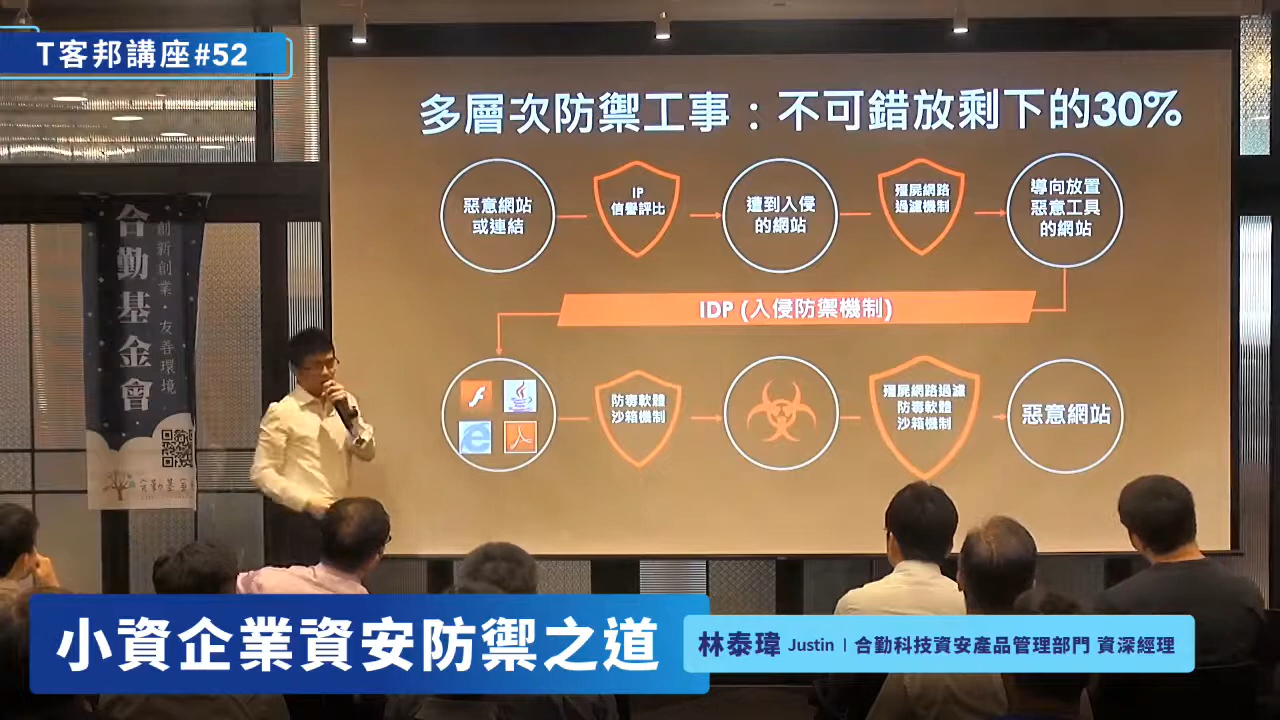 T客邦講座#52
多層次防禦工事：不可錯放剩下的30%
惡意網站
或連結
IP
信譽評比
遭到入侵
的網站
殭屍網路
過濾機制
導向放置
惡意工具
的網站
IDP (入侵防禦機制)
防毒軟體
沙箱機制
殭屍網路過濾
防毒軟體
沙箱機制
惡意網站
合勤基金會
創新創業・友善環境
合勤基金會
小資企業資安防禦之道
林泰瑋 Justin | 合勤科技資安產品管理部門 資深經理